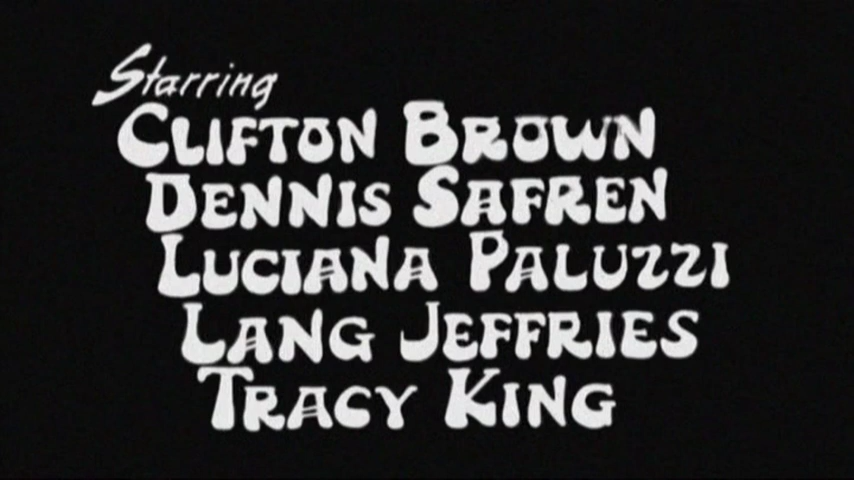 Starring
Clifton Brown
Dennis Safren
Luciana Paluzzi
Lang Jeffries
Tracy King